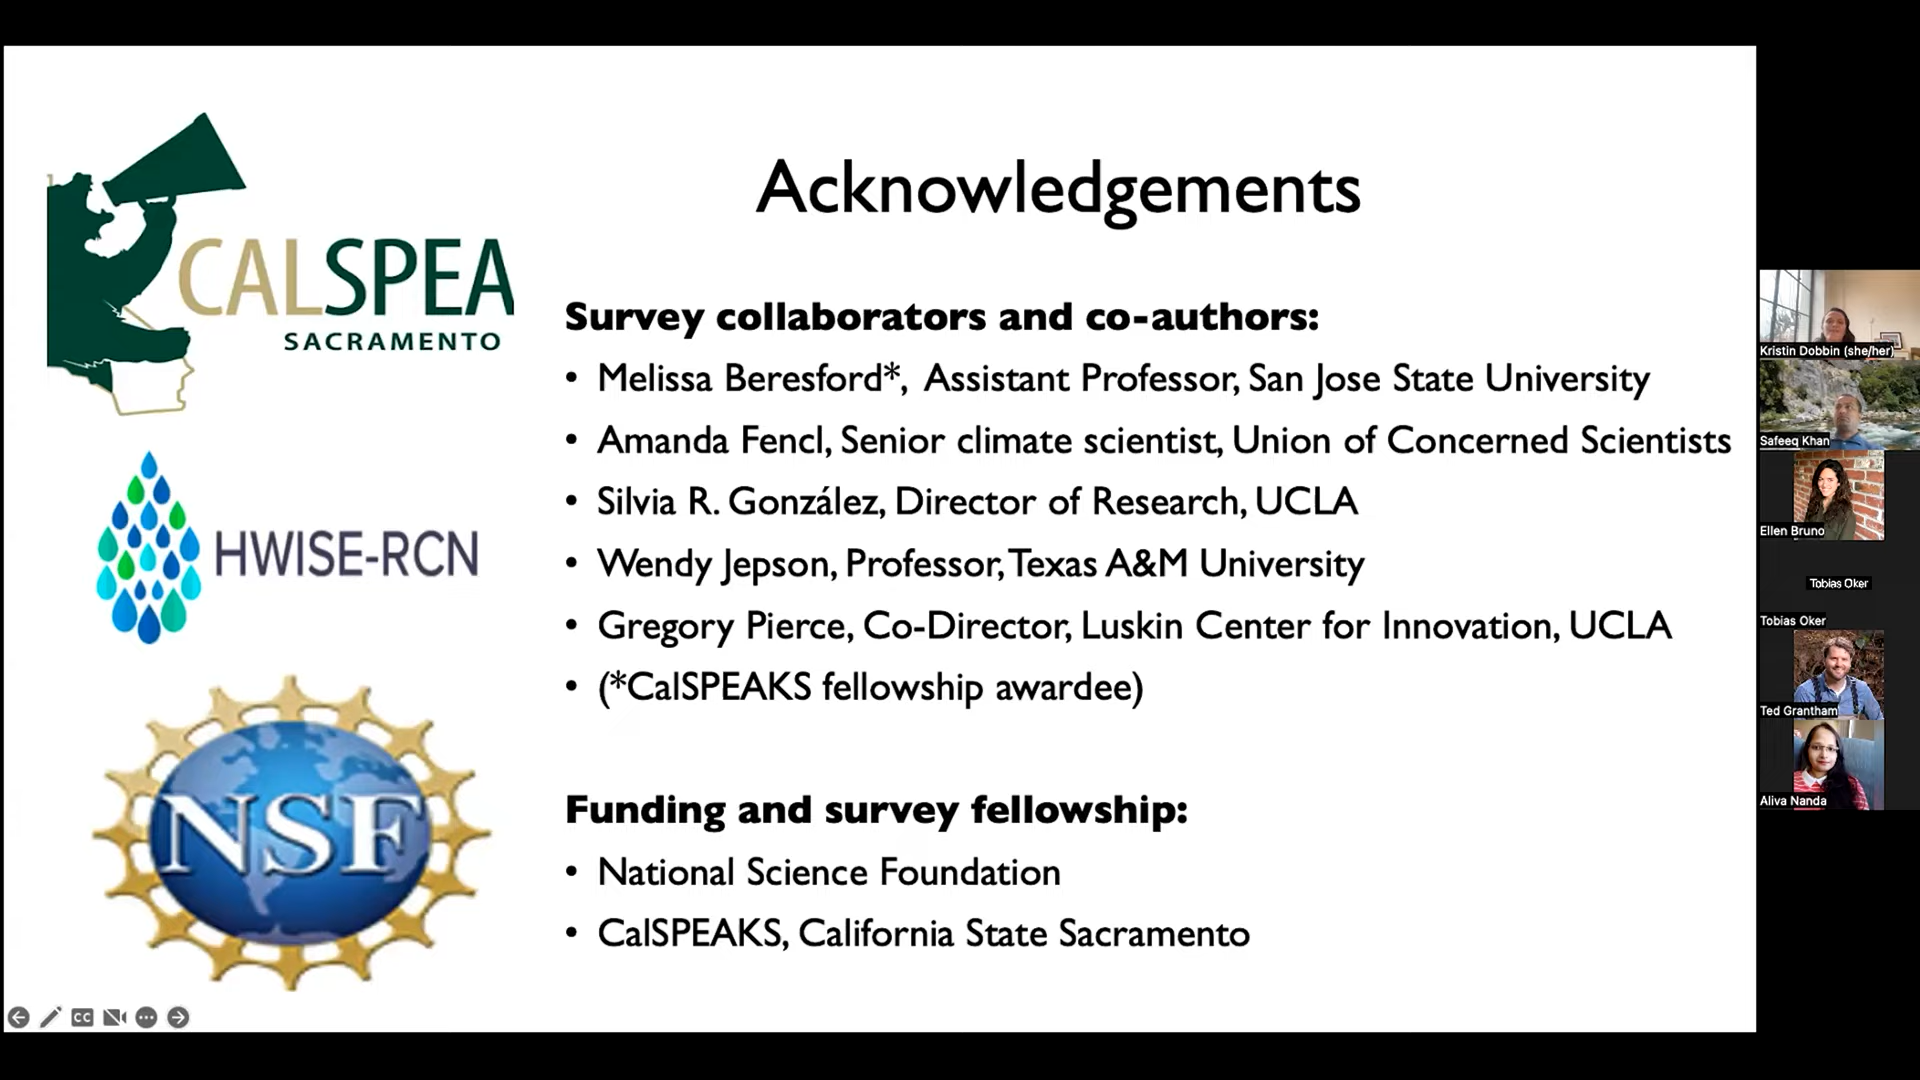 CALSPEA
SACRAMENTO
HWISE-RCN
NSF
Acknowledgements
Survey collaborators and co-authors:
• Melissa Beresford*, Assistant Professor, San Jose State University
• Amanda Fencl, Senior climate scientist, Union of Concerned Scientists
• Silvia R. González, Director of Research, UCLA
• Wendy Jepson, Professor, Texas A&M University
• Gregory Pierce, Co-Director, Luskin Center for Innovation, UCLA
• (*CalSPEAKS fellowship awardee)
Funding and survey fellowship:
• National Science Foundation
• CalSPEAKS, California State Sacramento
CC
Kristin Dobbin (she/her)
Safeeq Khan
Ellen Bruno
Tobias Oker
Tobias Oker
Ted Grantham
Aliva Nanda